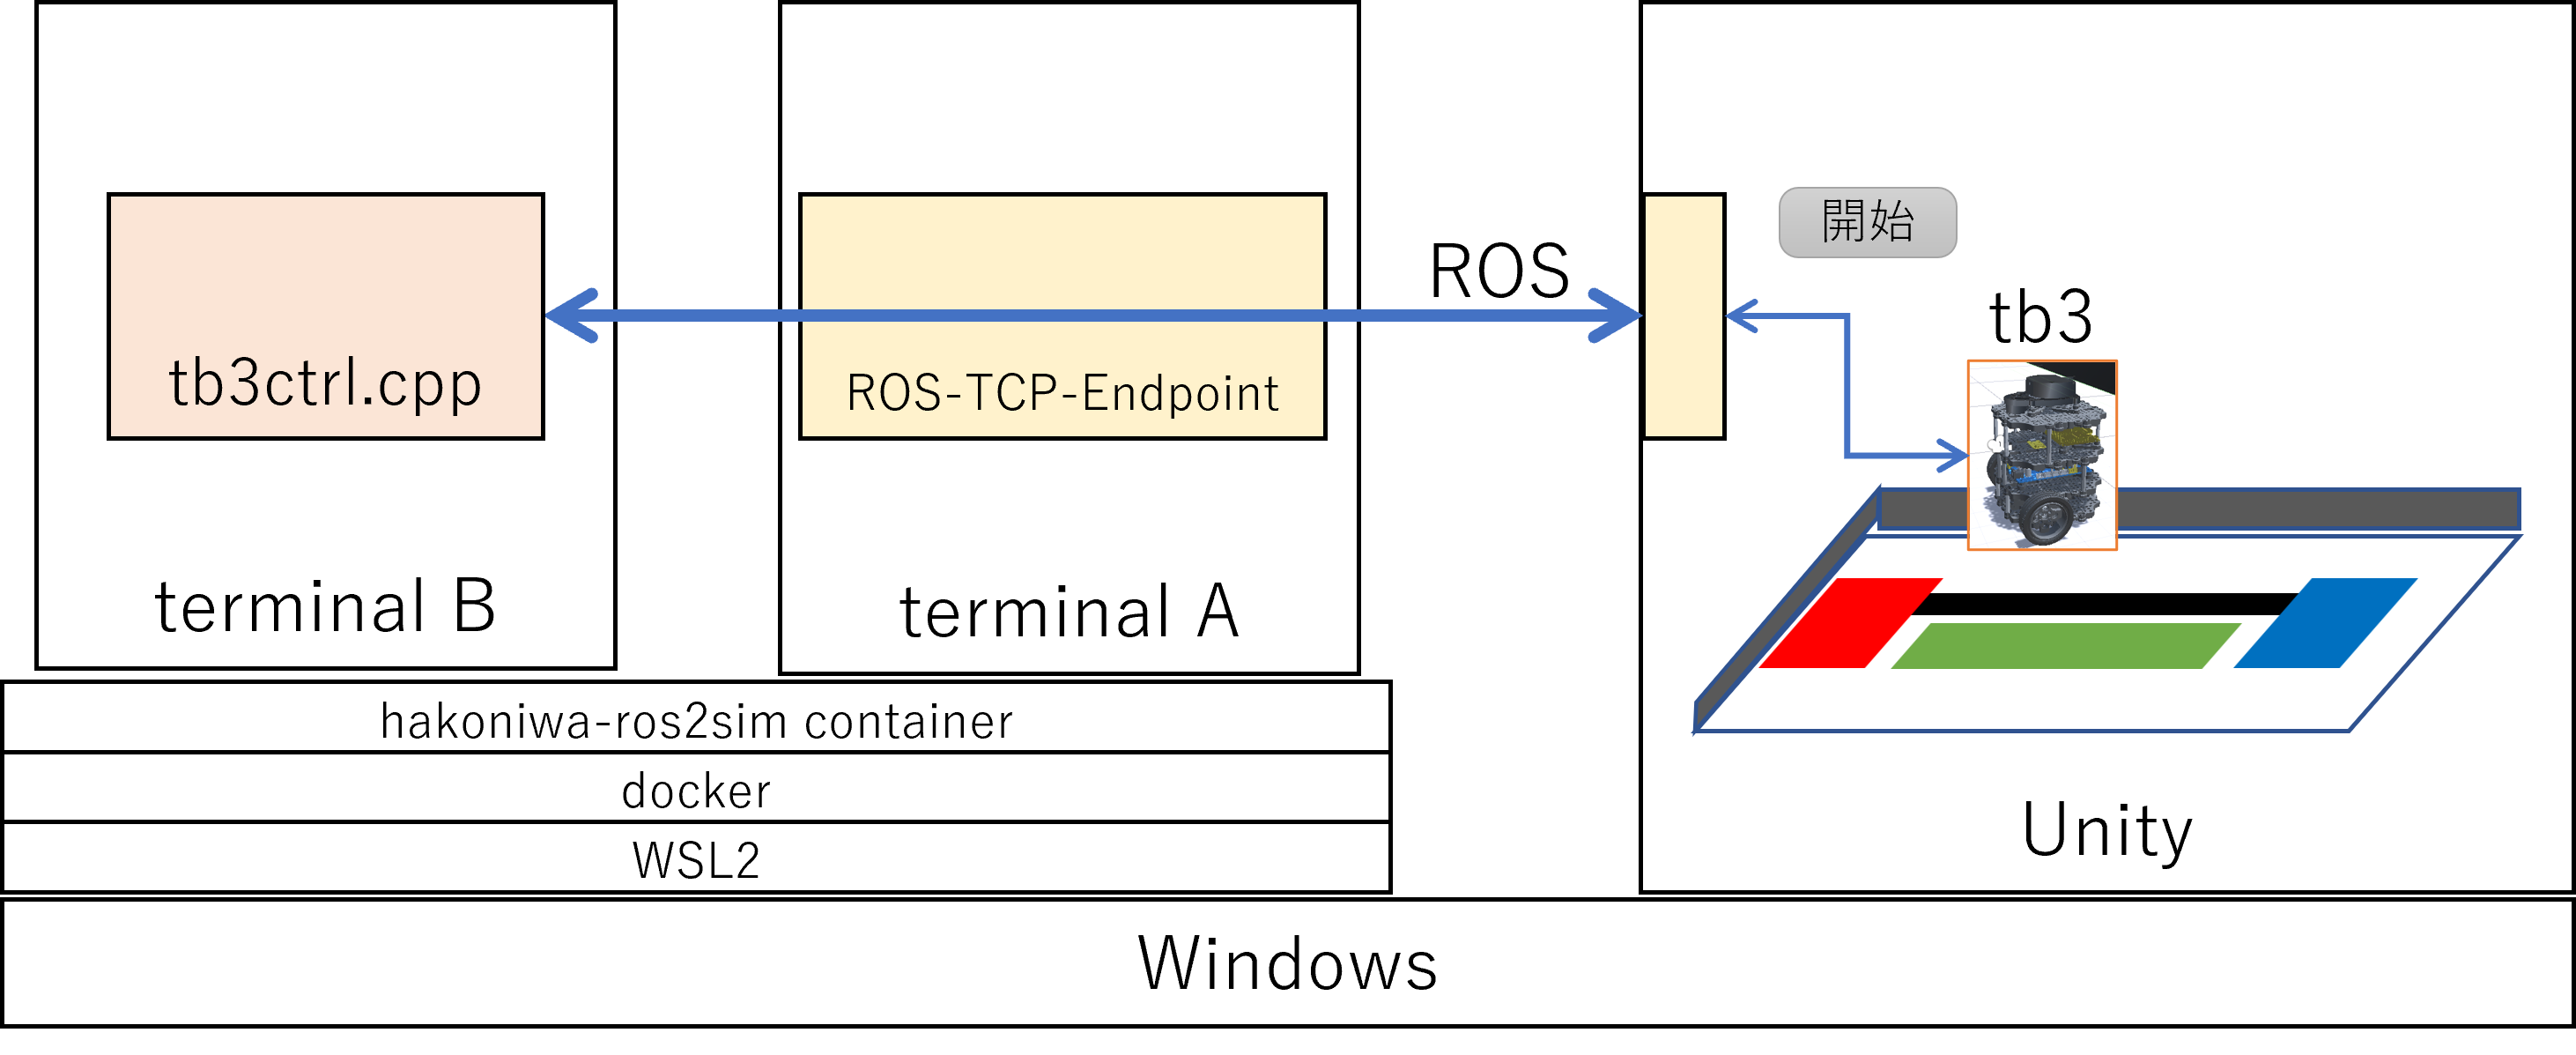 tb3ctrl.cpp
terminal B
ROS-TCP-Endpoint
terminal A
ROS
開始
tb3
Unity
hakoniwa-ros2sim container
docker
WSL2
Windows